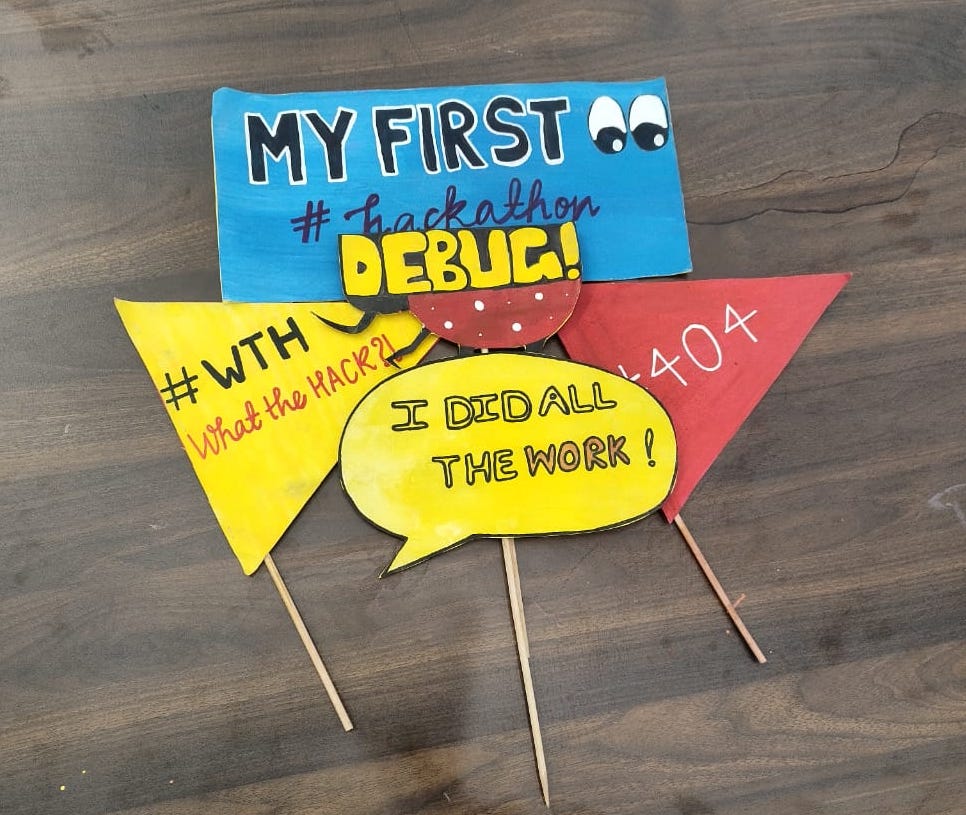 MY FIRST
# hackathon
DEBUG!
#WTH
What the HACK?!
#404
I DID ALL
THE WORK!